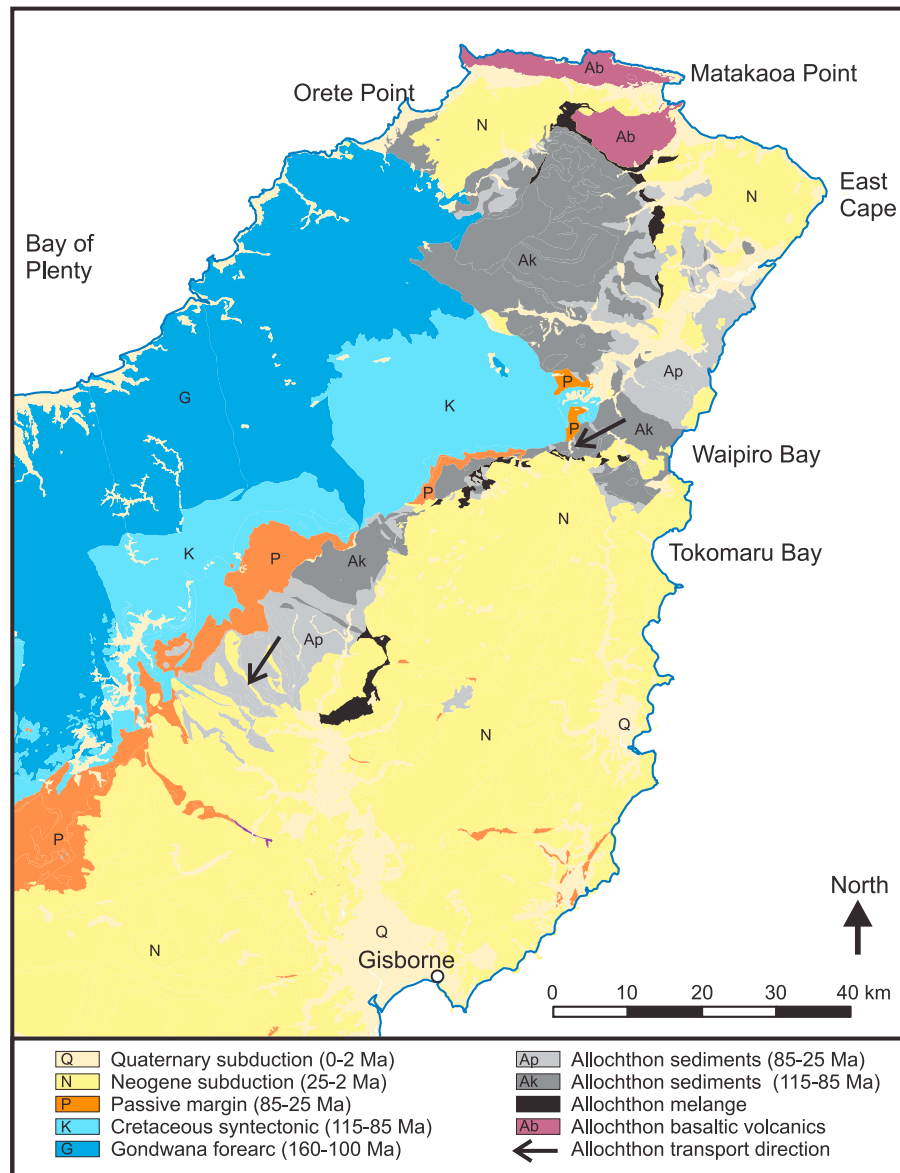 Ab
Matakaoa Point
Orete Point
N
Ab
East
Cape
N
Bay of
Plenty
Ak
Ap
P
G
K
P
Ak
Waipiro Bay
P
N
Tokomaru Bay
K
P
Ak
Ap
Q
N
P
North
Q
N
Gisborne
0 10 20 30 40 km
Q Quaternary subduction (0-2 Ma)
N Neogene subduction (25-2 Ma)
P Passive margin (85-25 Ma)
K Cretaceous syntectonic (115-85 Ma)
G Gondwana forearc (160-100 Ma)
Ap Allochthon sediments (85-25 Ma)
Ak Allochthon sediments (115-85 Ma)
Allochthon melange
Ab Allochthon basaltic volcanics
Allochthon transport direction